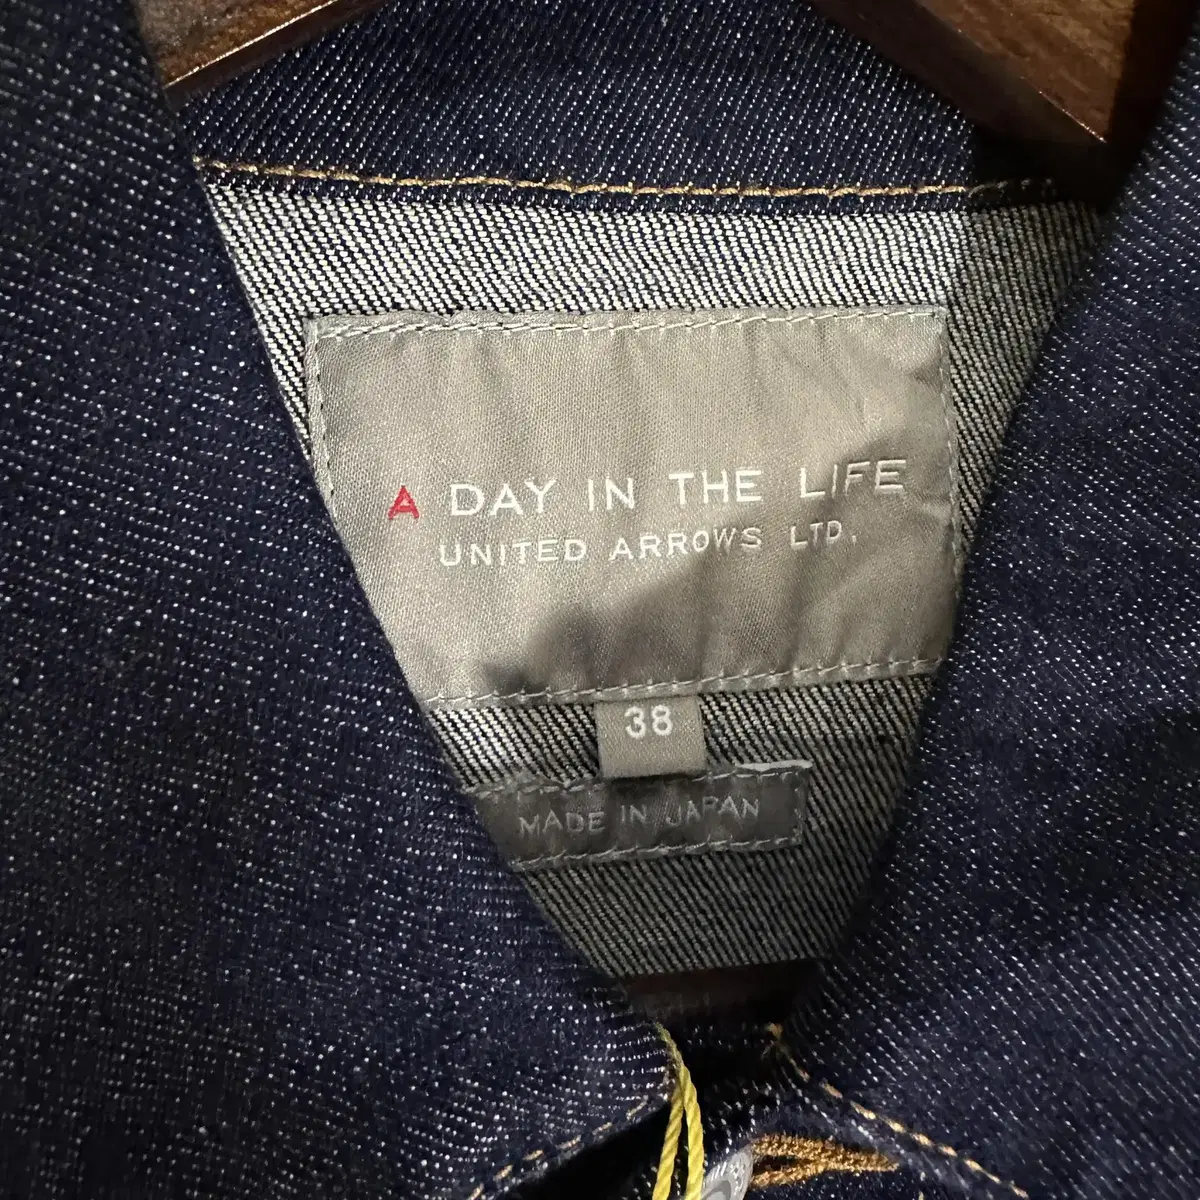 A DAY IN THE LIFE
UNITED ARROWS LTD.
38
MADE IN JAPAN